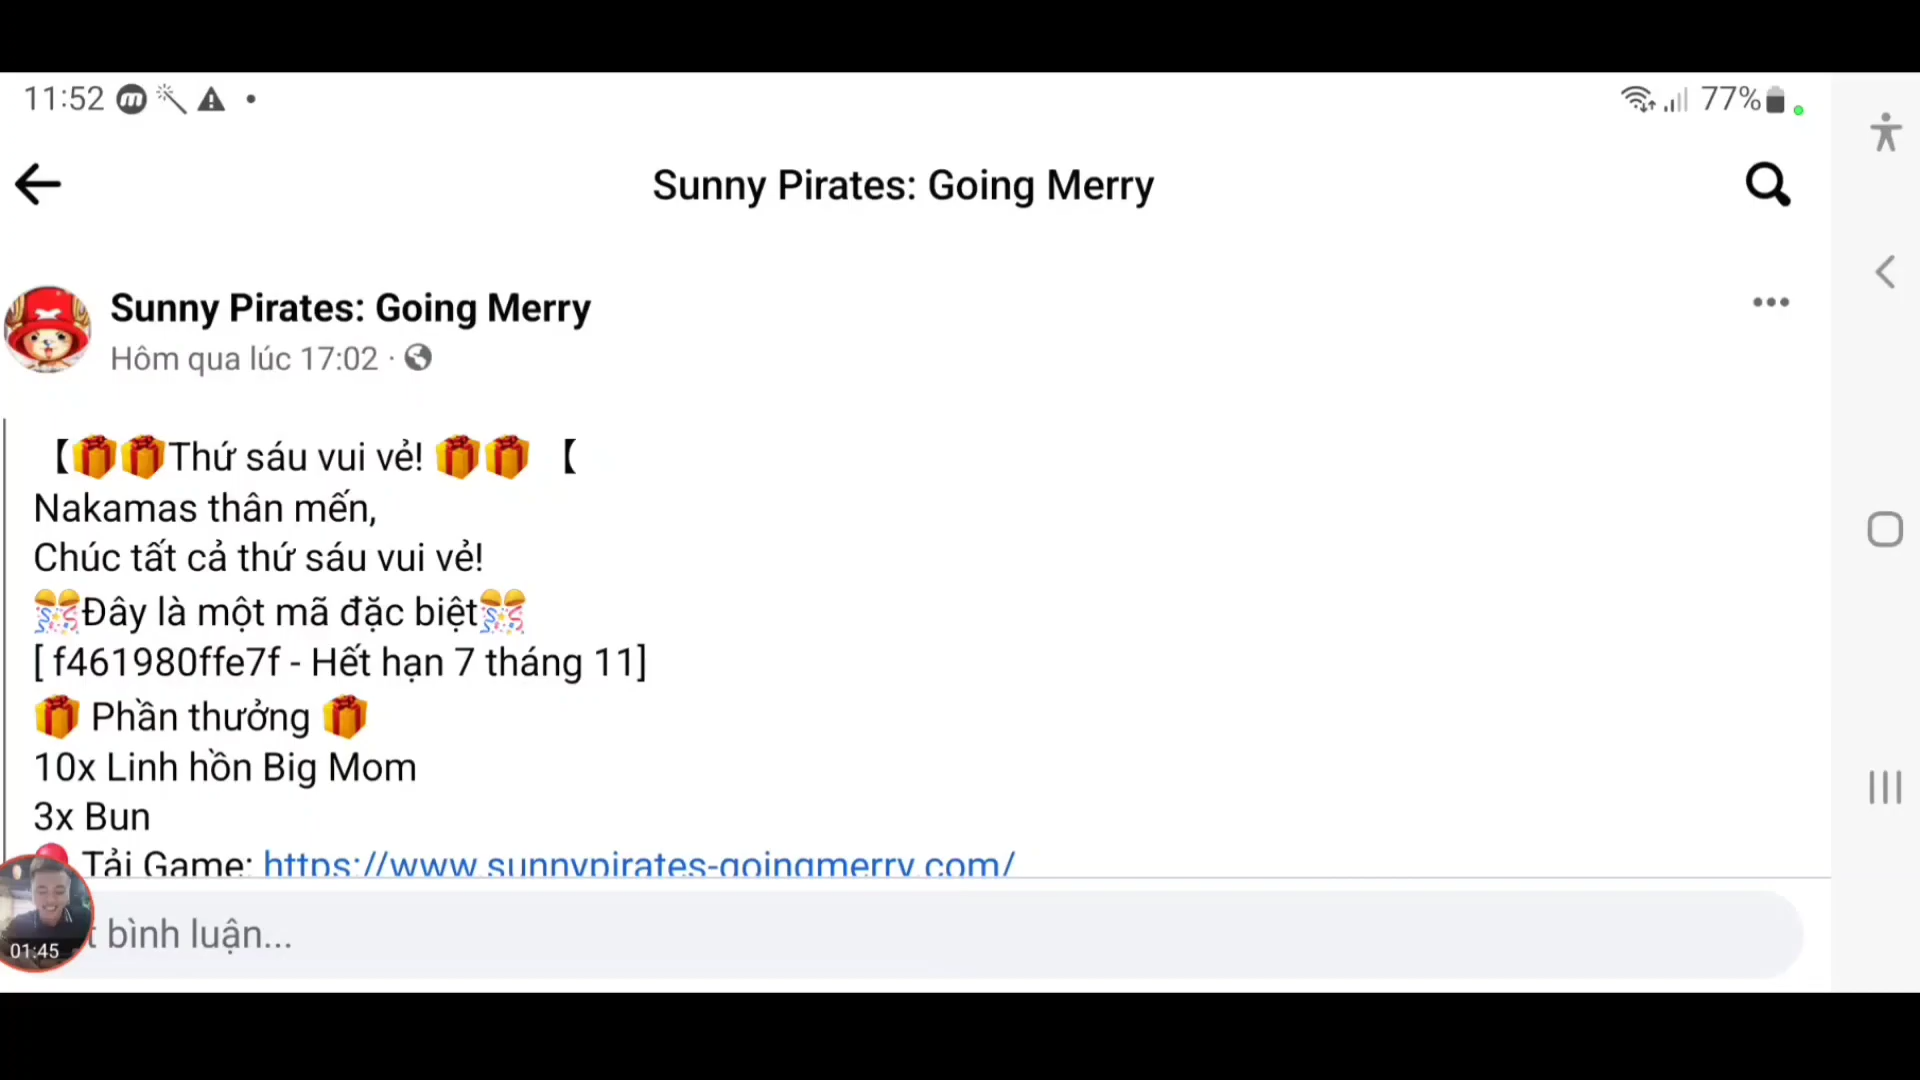 11:52
77%
Sunny Pirates: Going Merry
Sunny Pirates: Going Merry
Hôm qua lúc 17:02 ·
【🎁🎁Thứ sáu vui vẻ! 🎁🎁 【
Nakamas thân mến,
Chúc tất cả thứ sáu vui vẻ!
🎊Đây là một mã đặc biệt🎊
[ f461980ffe7f - Hết hạn 7 tháng 11]
🎁 Phần thưởng 🎁
10x Linh hồn Big Mom
3x Bun
Tải Game: https://www.sunnypirates-goingmerry.com/
bình luận...
01:45